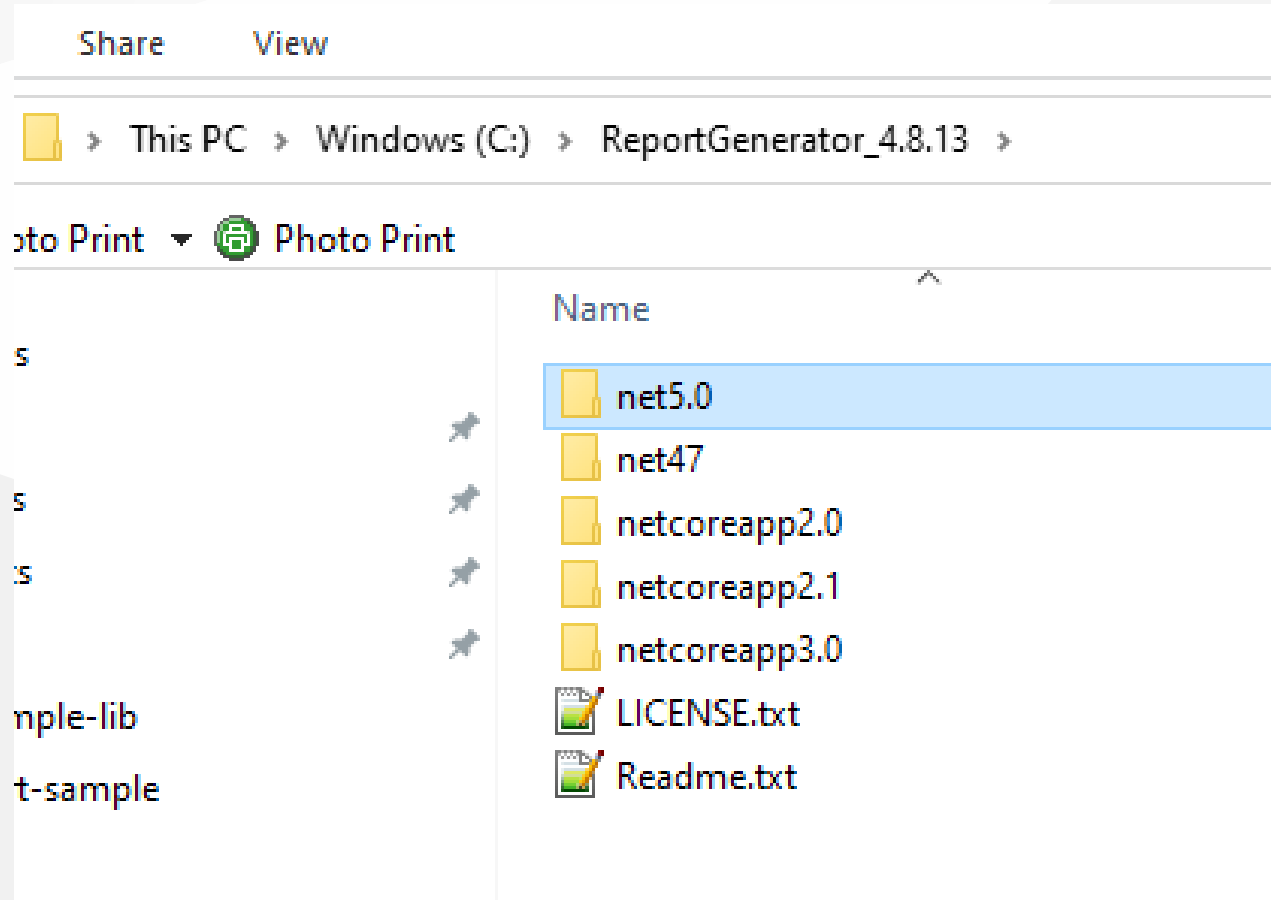 Share View
This PC Windows (C:) ReportGenerator_4.8.13
Print Photo Print
Name
net5.0
net47
netcoreapp2.0
netcoreapp2.1
netcoreapp3.0
LICENSE.txt
Readme.txt
mple-lib
t-sample